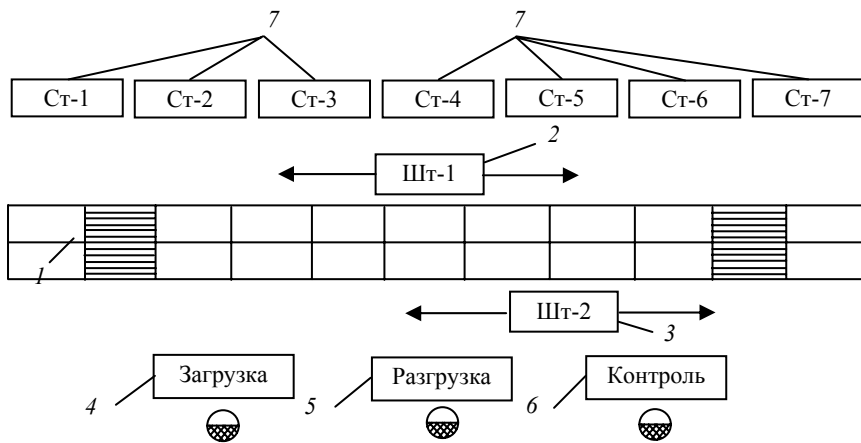 7 7
Ст-1 Ст-2 Ст-3 Ст-4 Ст-5 Ст-6 Ст-7
2
Шт-1
1
Шт-2
3
Загрузка Разгрузка Контроль
4 5 6